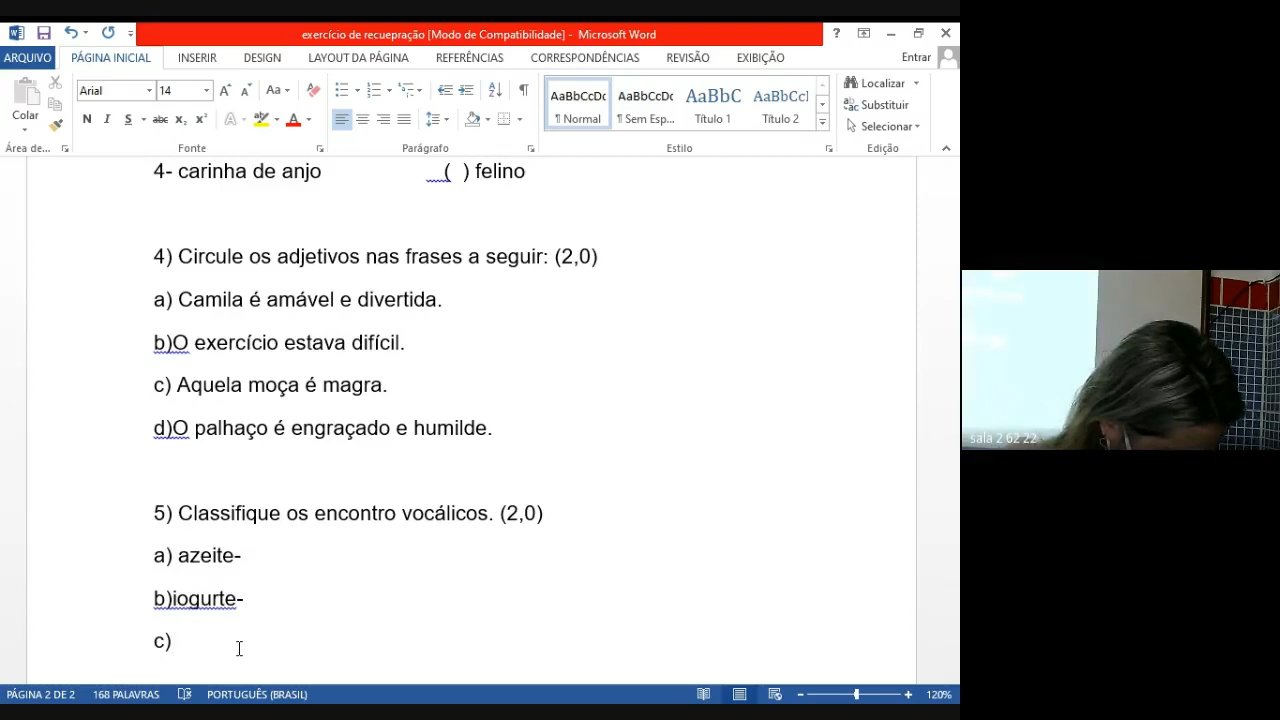 exercício de recuepração [Modo de Compatibilidade] - Microsoft Word
?
ARQUIVO PÁGINA INICIAL INSERIR DESIGN LAYOUT DA PÁGINA REFERÊNCIAS CORRESPONDÊNCIAS REVISÃO EXIBIÇÃO Entrar
Colar
Arial 14 A A Aa
N I S abc x₂ x² A A
AaBbCcDc AaBbCcDc AaBbC AaBbCcl
¶ Normal ¶ Sem Esp... Título 1 Título 2
Localizar
Substituir
Selecionar
Área de... Fonte Parágrafo Estilo Edição
4- carinha de anjo ( ) felino
4) Circule os adjetivos nas frases a seguir: (2,0)
a) Camila é amável e divertida.
b)O exercício estava difícil.
c) Aquela moça é magra.
d)O palhaço é engraçado e humilde.
5) Classifique os encontro vocálicos. (2,0)
a) azeite-
b)iogurte-
c)
PÁGINA 2 DE 2 168 PALAVRAS PORTUGUÊS (BRASIL) 120%
sala 2 62 22